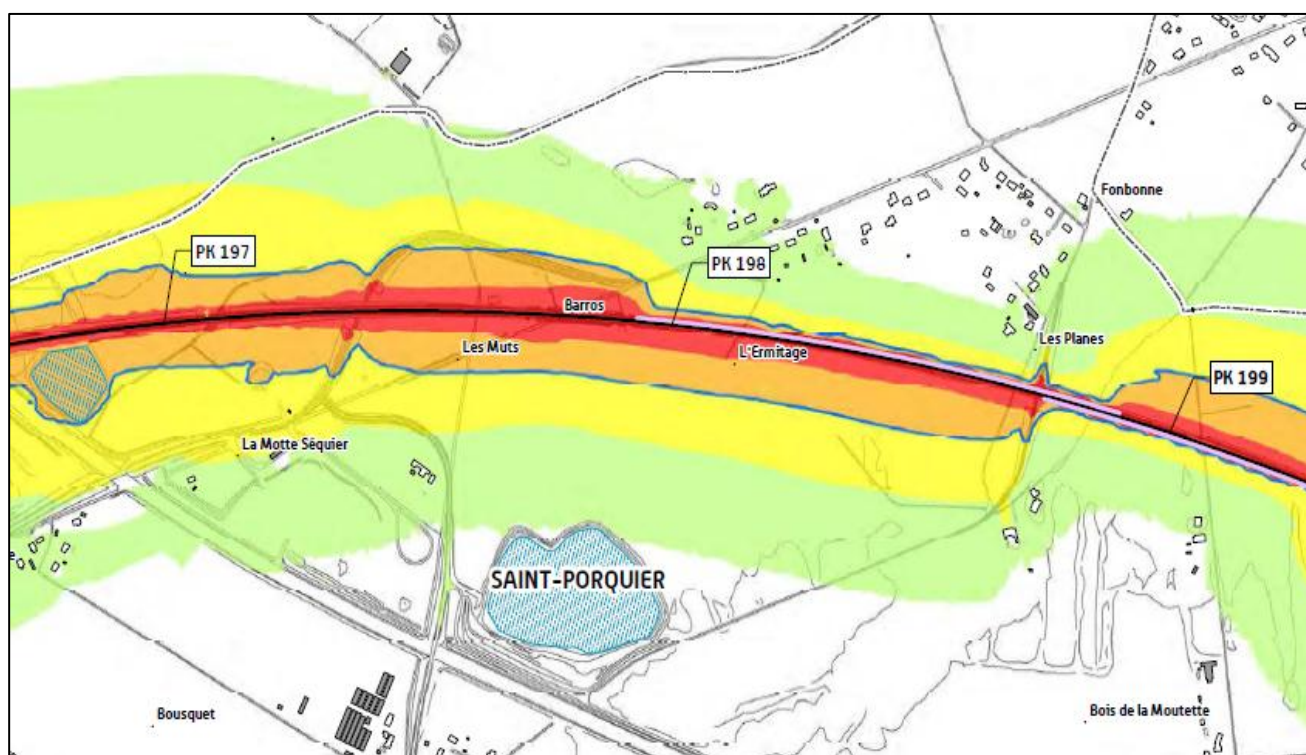 Fonbonne
PK 197
PK 198
Barros
Les Planes
Les Muts
L'Ermitage
PK 199
La Motte Séquier
SAINT-PORQUIER
Bousquet
Bois de la Moutette